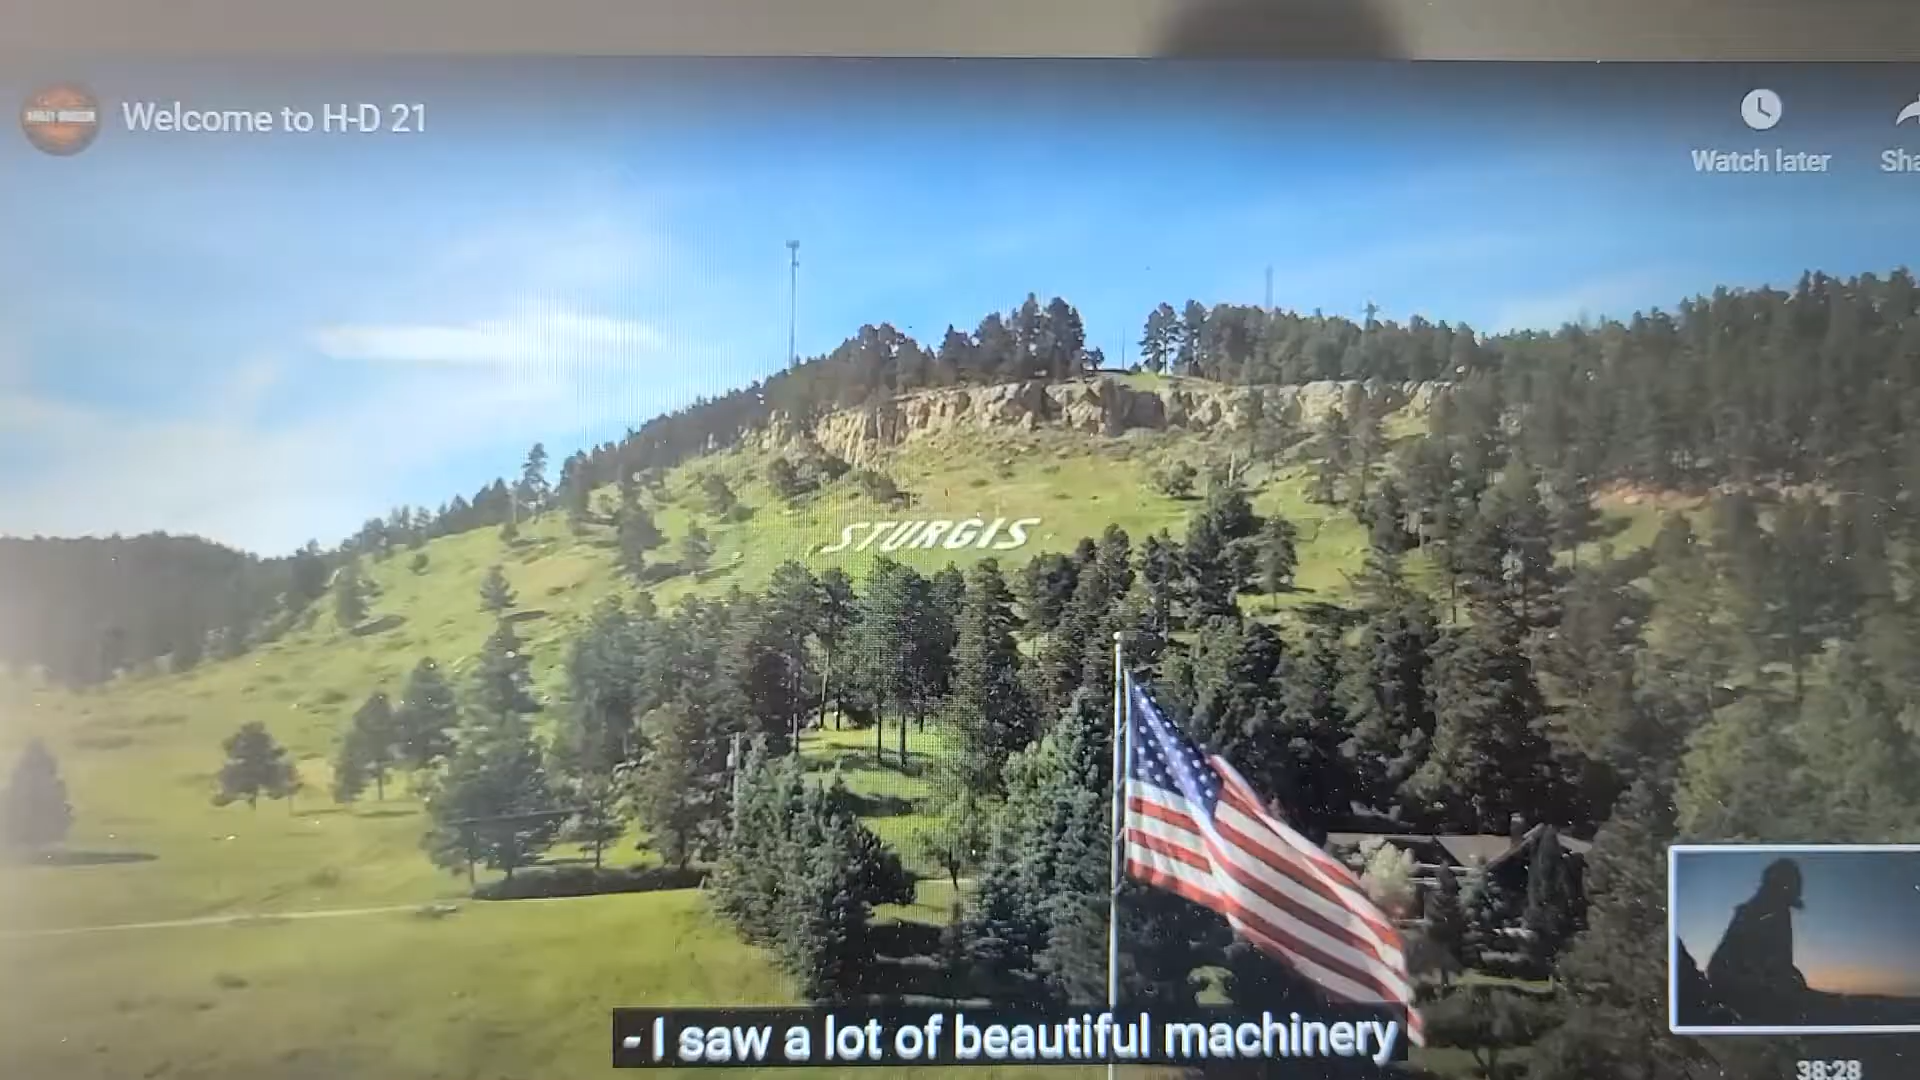 Welcome to H-D 21
Watch later
Sha
STURGIS
- I saw a lot of beautiful machinery
38:28